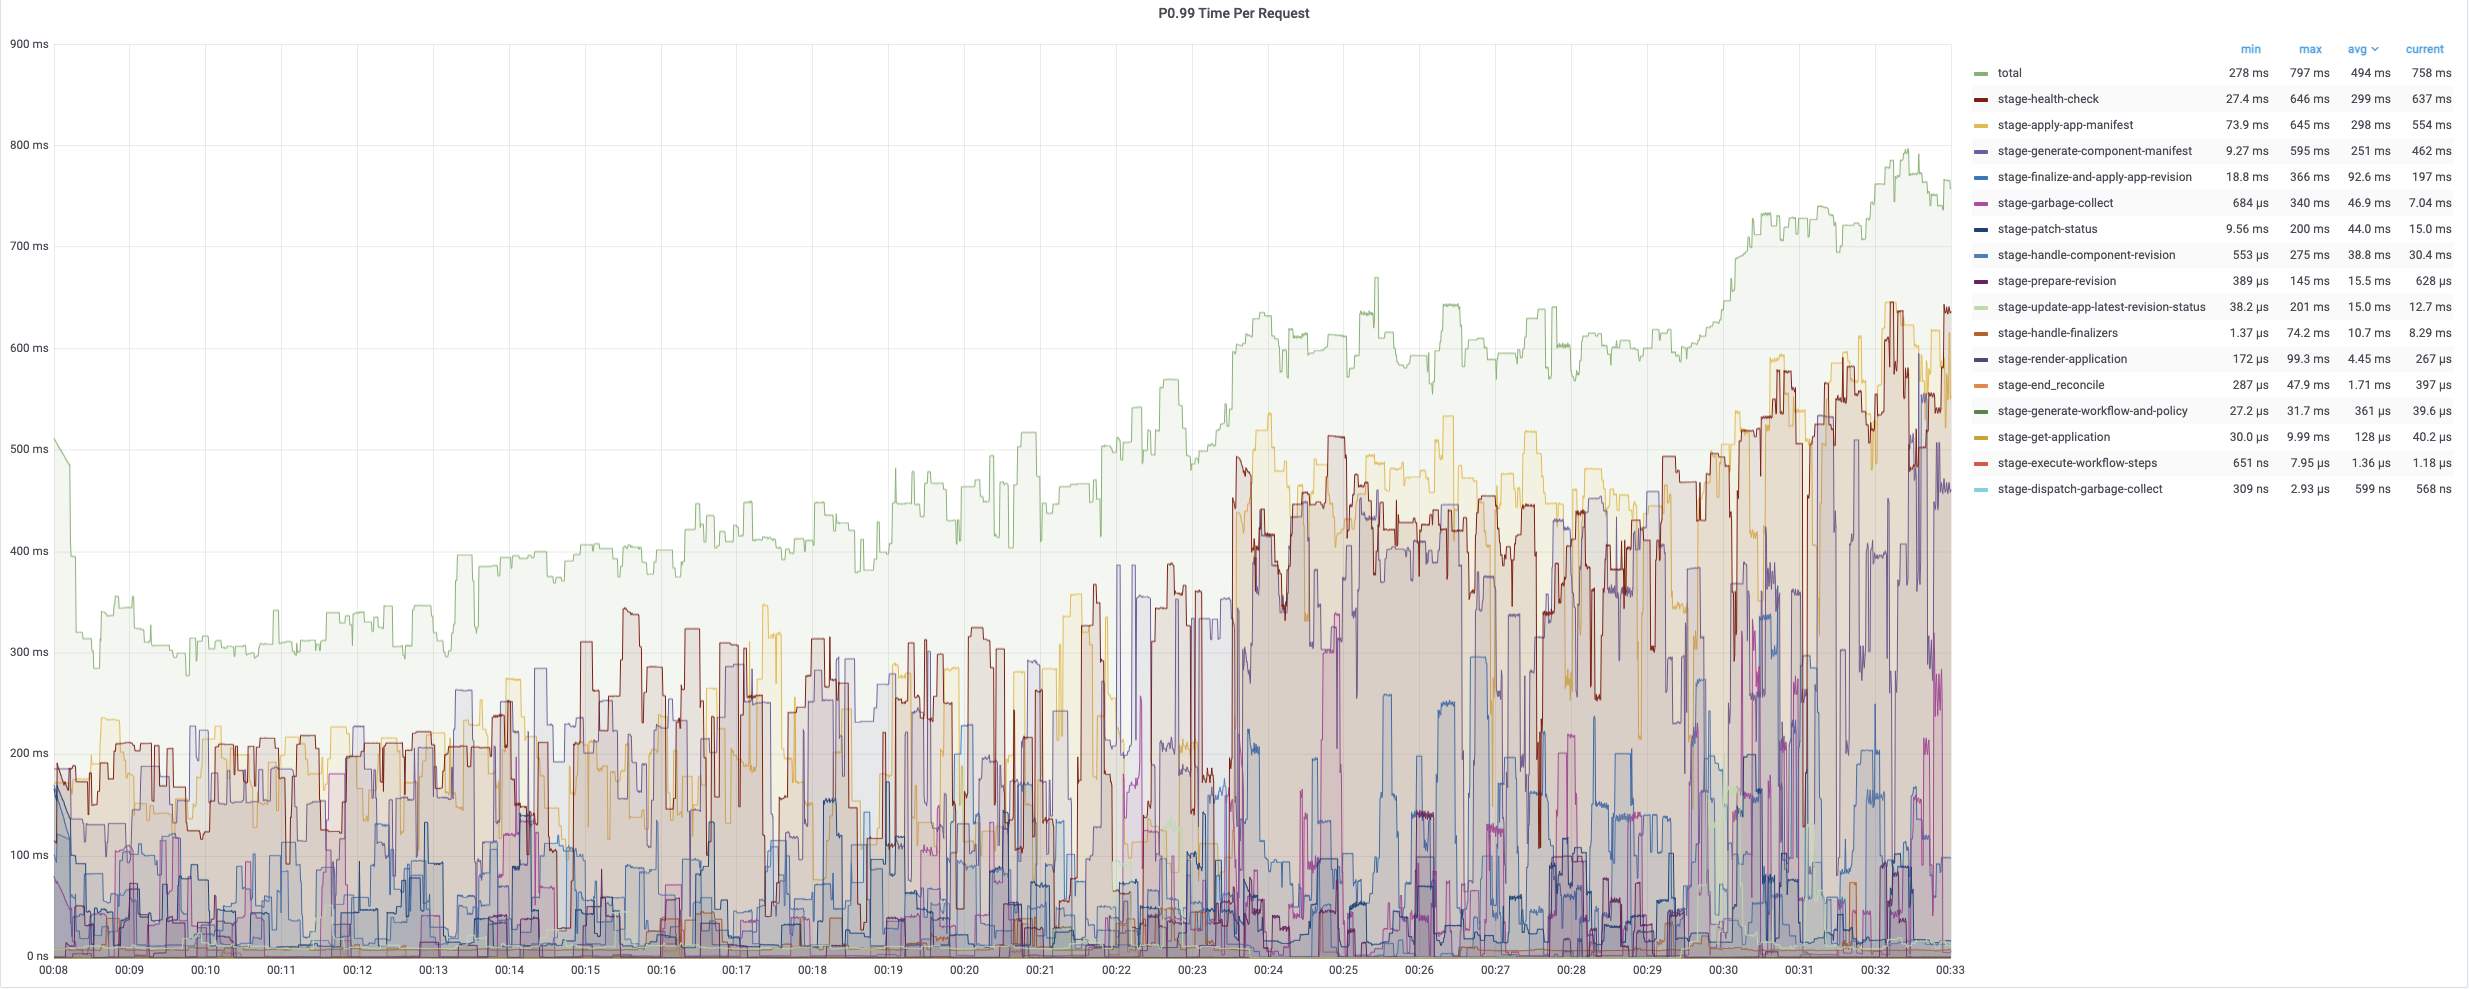 P0.99 Time Per Request
900 ms
800 ms
700 ms
600 ms
500 ms
400 ms
300 ms
200 ms
100 ms
0 ns
00:08 00:09 00:10 00:11 00:12 00:13 00:14 00:15 00:16 00:17 00:18 00:19 00:20 00:21 00:22 00:23 00:24 00:25 00:26 00:27 00:28 00:29 00:30 00:31 00:32 00:33
min max avg current
total 278 ms 797 ms 494 ms 758 ms
stage-health-check 27.4 ms 646 ms 299 ms 637 ms
stage-apply-app-manifest 73.9 ms 645 ms 298 ms 554 ms
stage-generate-component-manifest 9.27 ms 595 ms 251 ms 462 ms
stage-finalize-and-apply-app-revision 18.8 ms 366 ms 92.6 ms 197 ms
stage-garbage-collect 684 µs 340 ms 46.9 ms 7.04 ms
stage-patch-status 9.56 ms 200 ms 44.0 ms 15.0 ms
stage-handle-component-revision 553 µs 275 ms 38.8 ms 30.4 ms
stage-prepare-revision 389 µs 145 ms 15.5 ms 628 µs
stage-update-app-latest-revision-status 38.2 µs 201 ms 15.0 ms 12.7 ms
stage-handle-finalizers 1.37 µs 74.2 ms 10.7 ms 8.29 ms
stage-render-application 172 µs 99.3 ms 4.45 ms 267 µs
stage-end_reconcile 287 µs 47.9 ms 1.71 ms 397 µs
stage-generate-workflow-and-policy 27.2 µs 31.7 ms 361 µs 39.6 µs
stage-get-application 30.0 µs 9.99 ms 128 µs 40.2 µs
stage-execute-workflow-steps 651 ns 7.95 µs 1.36 µs 1.18 µs
stage-dispatch-garbage-collect 309 ns 2.93 µs 599 ns 568 ns